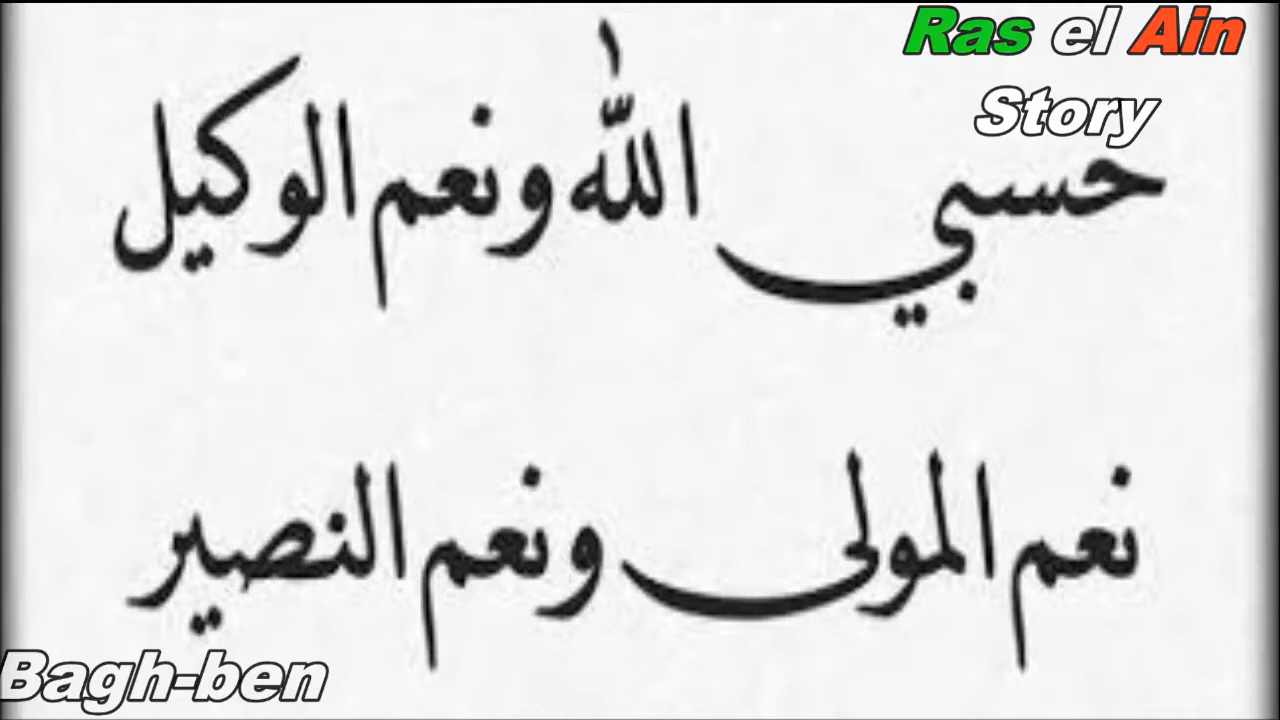 Ras el Ain
Story
حسبي الله ونعم الوكيل
نعم المولى ونعم النصير
Bagh-ben